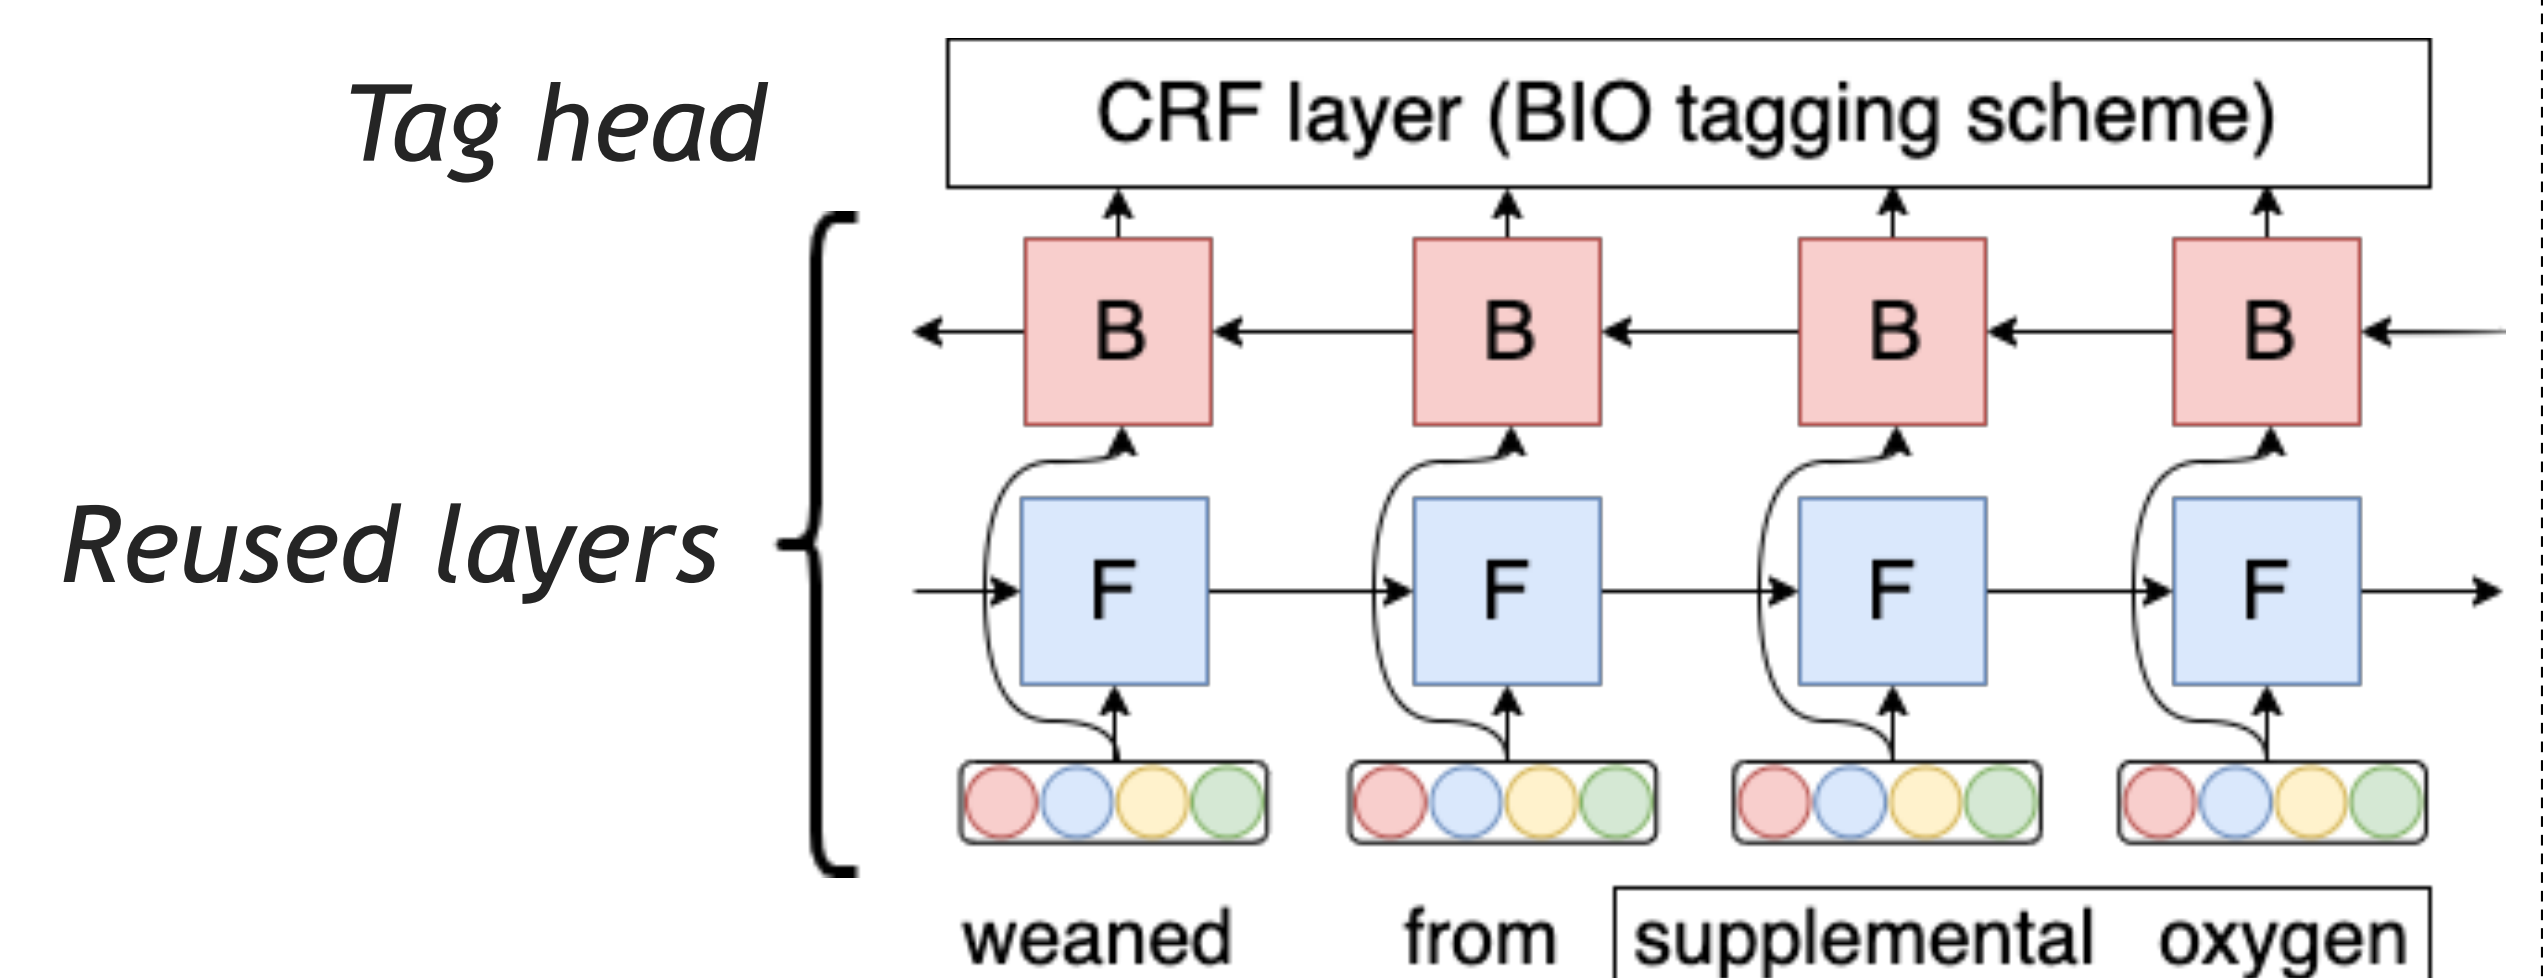 Tag head
CRF layer (BIO tagging scheme)
B B B B
Reused layers
F F F F
weaned from supplemental oxygen